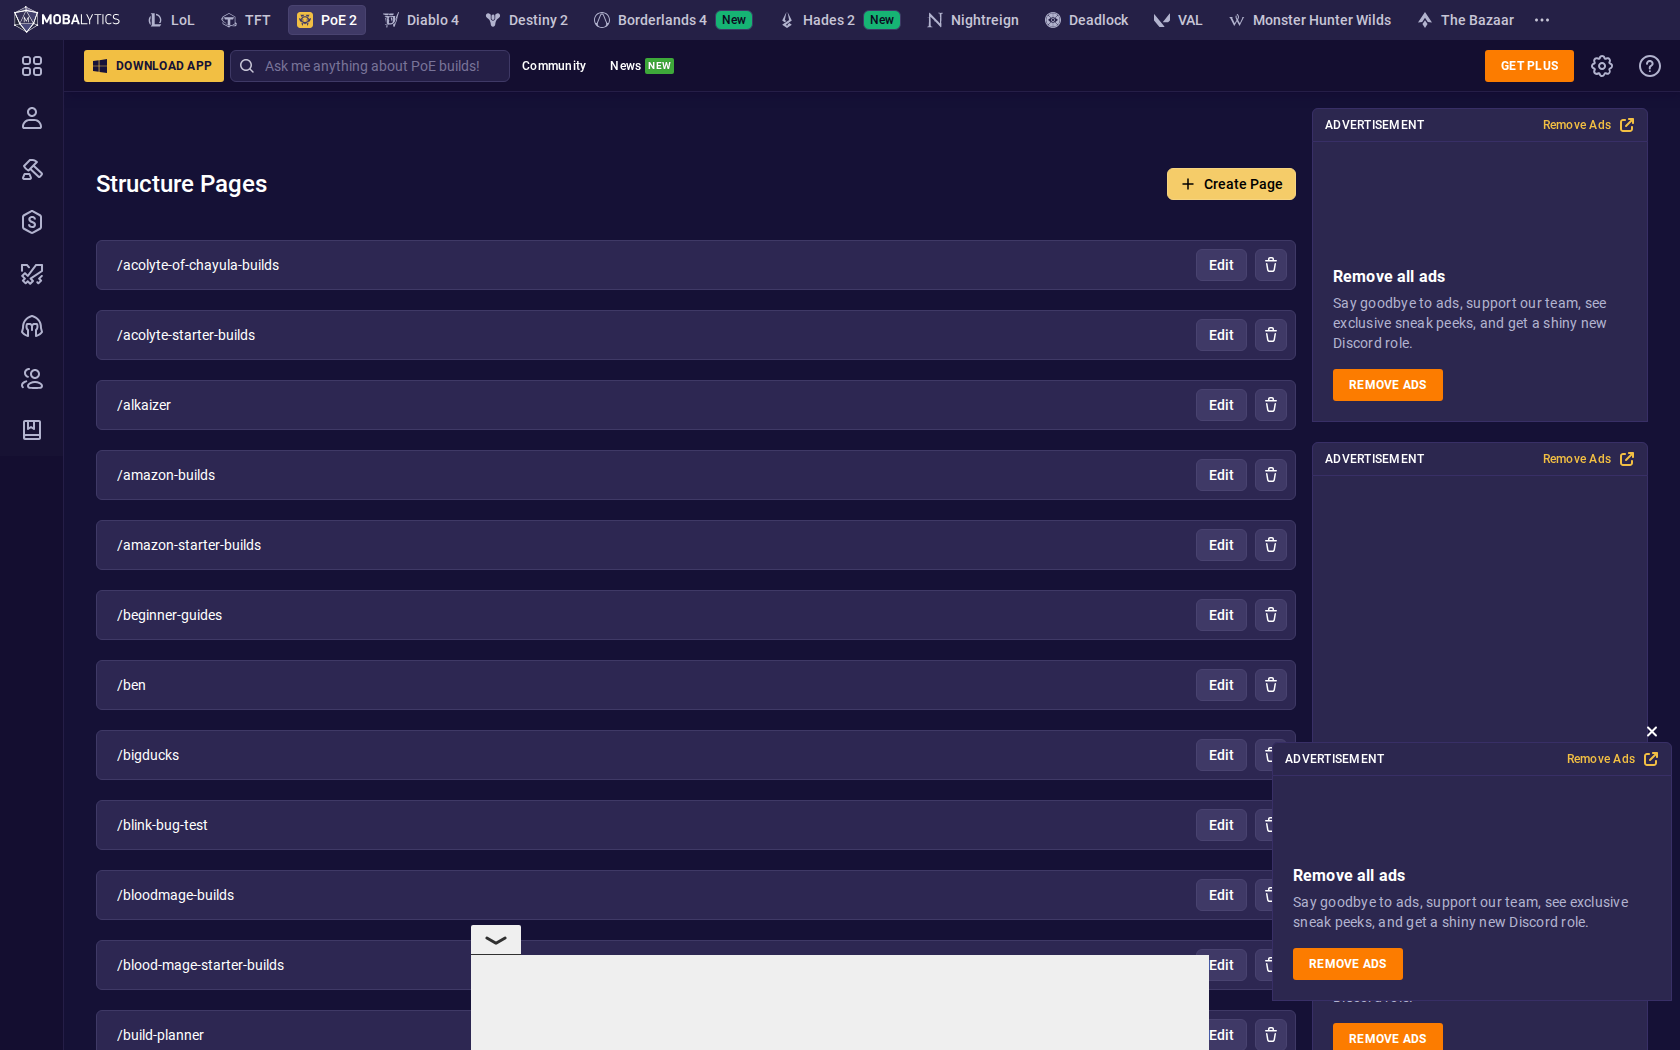 MOBALYTICS
LoL
TFT
PoE 2
Diablo 4
Destiny 2
Borderlands 4 New
Hades 2 New
Nightreign
Deadlock
VAL
Monster Hunter Wilds
The Bazaar
DOWNLOAD APP
Ask me anything about PoE builds!
Community
News NEW
GET PLUS
Structure Pages
Create Page
/acolyte-of-chayula-builds
Edit
/acolyte-starter-builds
Edit
/alkaizer
Edit
/amazon-builds
Edit
/amazon-starter-builds
Edit
/beginner-guides
Edit
/ben
Edit
/bigducks
Edit
/blink-bug-test
Edit
/bloodmage-builds
Edit
/blood-mage-starter-builds
Edit
/build-planner
Edit
ADVERTISEMENT
Remove Ads
Remove all ads
Say goodbye to ads, support our team, see
exclusive sneak peeks, and get a shiny new
Discord role.
REMOVE ADS
ADVERTISEMENT
Remove Ads
ADVERTISEMENT
Remove Ads
Remove all ads
Say goodbye to ads, support our team, see exclusive
sneak peeks, and get a shiny new Discord role.
REMOVE ADS
REMOVE ADS